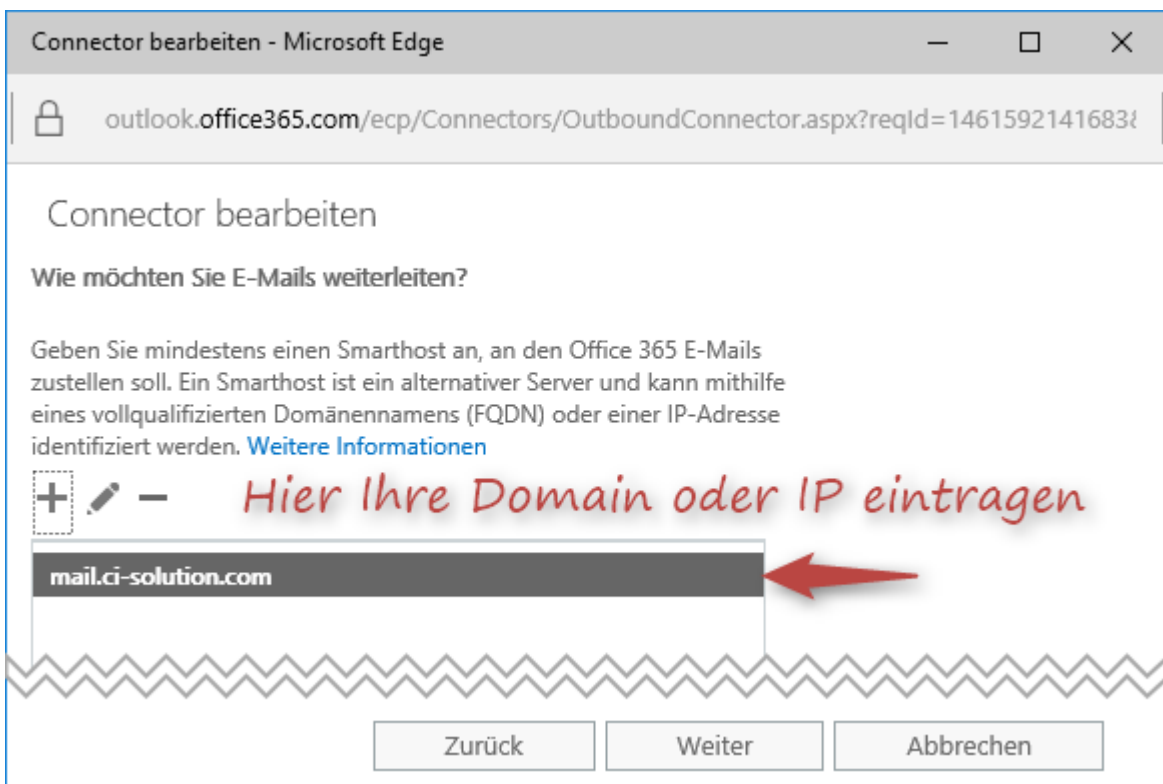 Connector bearbeiten - Microsoft Edge
outlook.office365.com/ecp/Connectors/OutboundConnector.aspx?reqId=1461592141683&
Connector bearbeiten
Wie möchten Sie E-Mails weiterleiten?
Geben Sie mindestens einen Smarthost an, an den Office 365 E-Mails
zustellen soll. Ein Smarthost ist ein alternativer Server und kann mithilfe
eines vollqualifizierten Domänennamens (FQDN) oder einer IP-Adresse
identifiziert werden. Weitere Informationen
Hier Ihre Domain oder IP eintragen
mail.ci-solution.com
Zurück Weiter Abbrechen